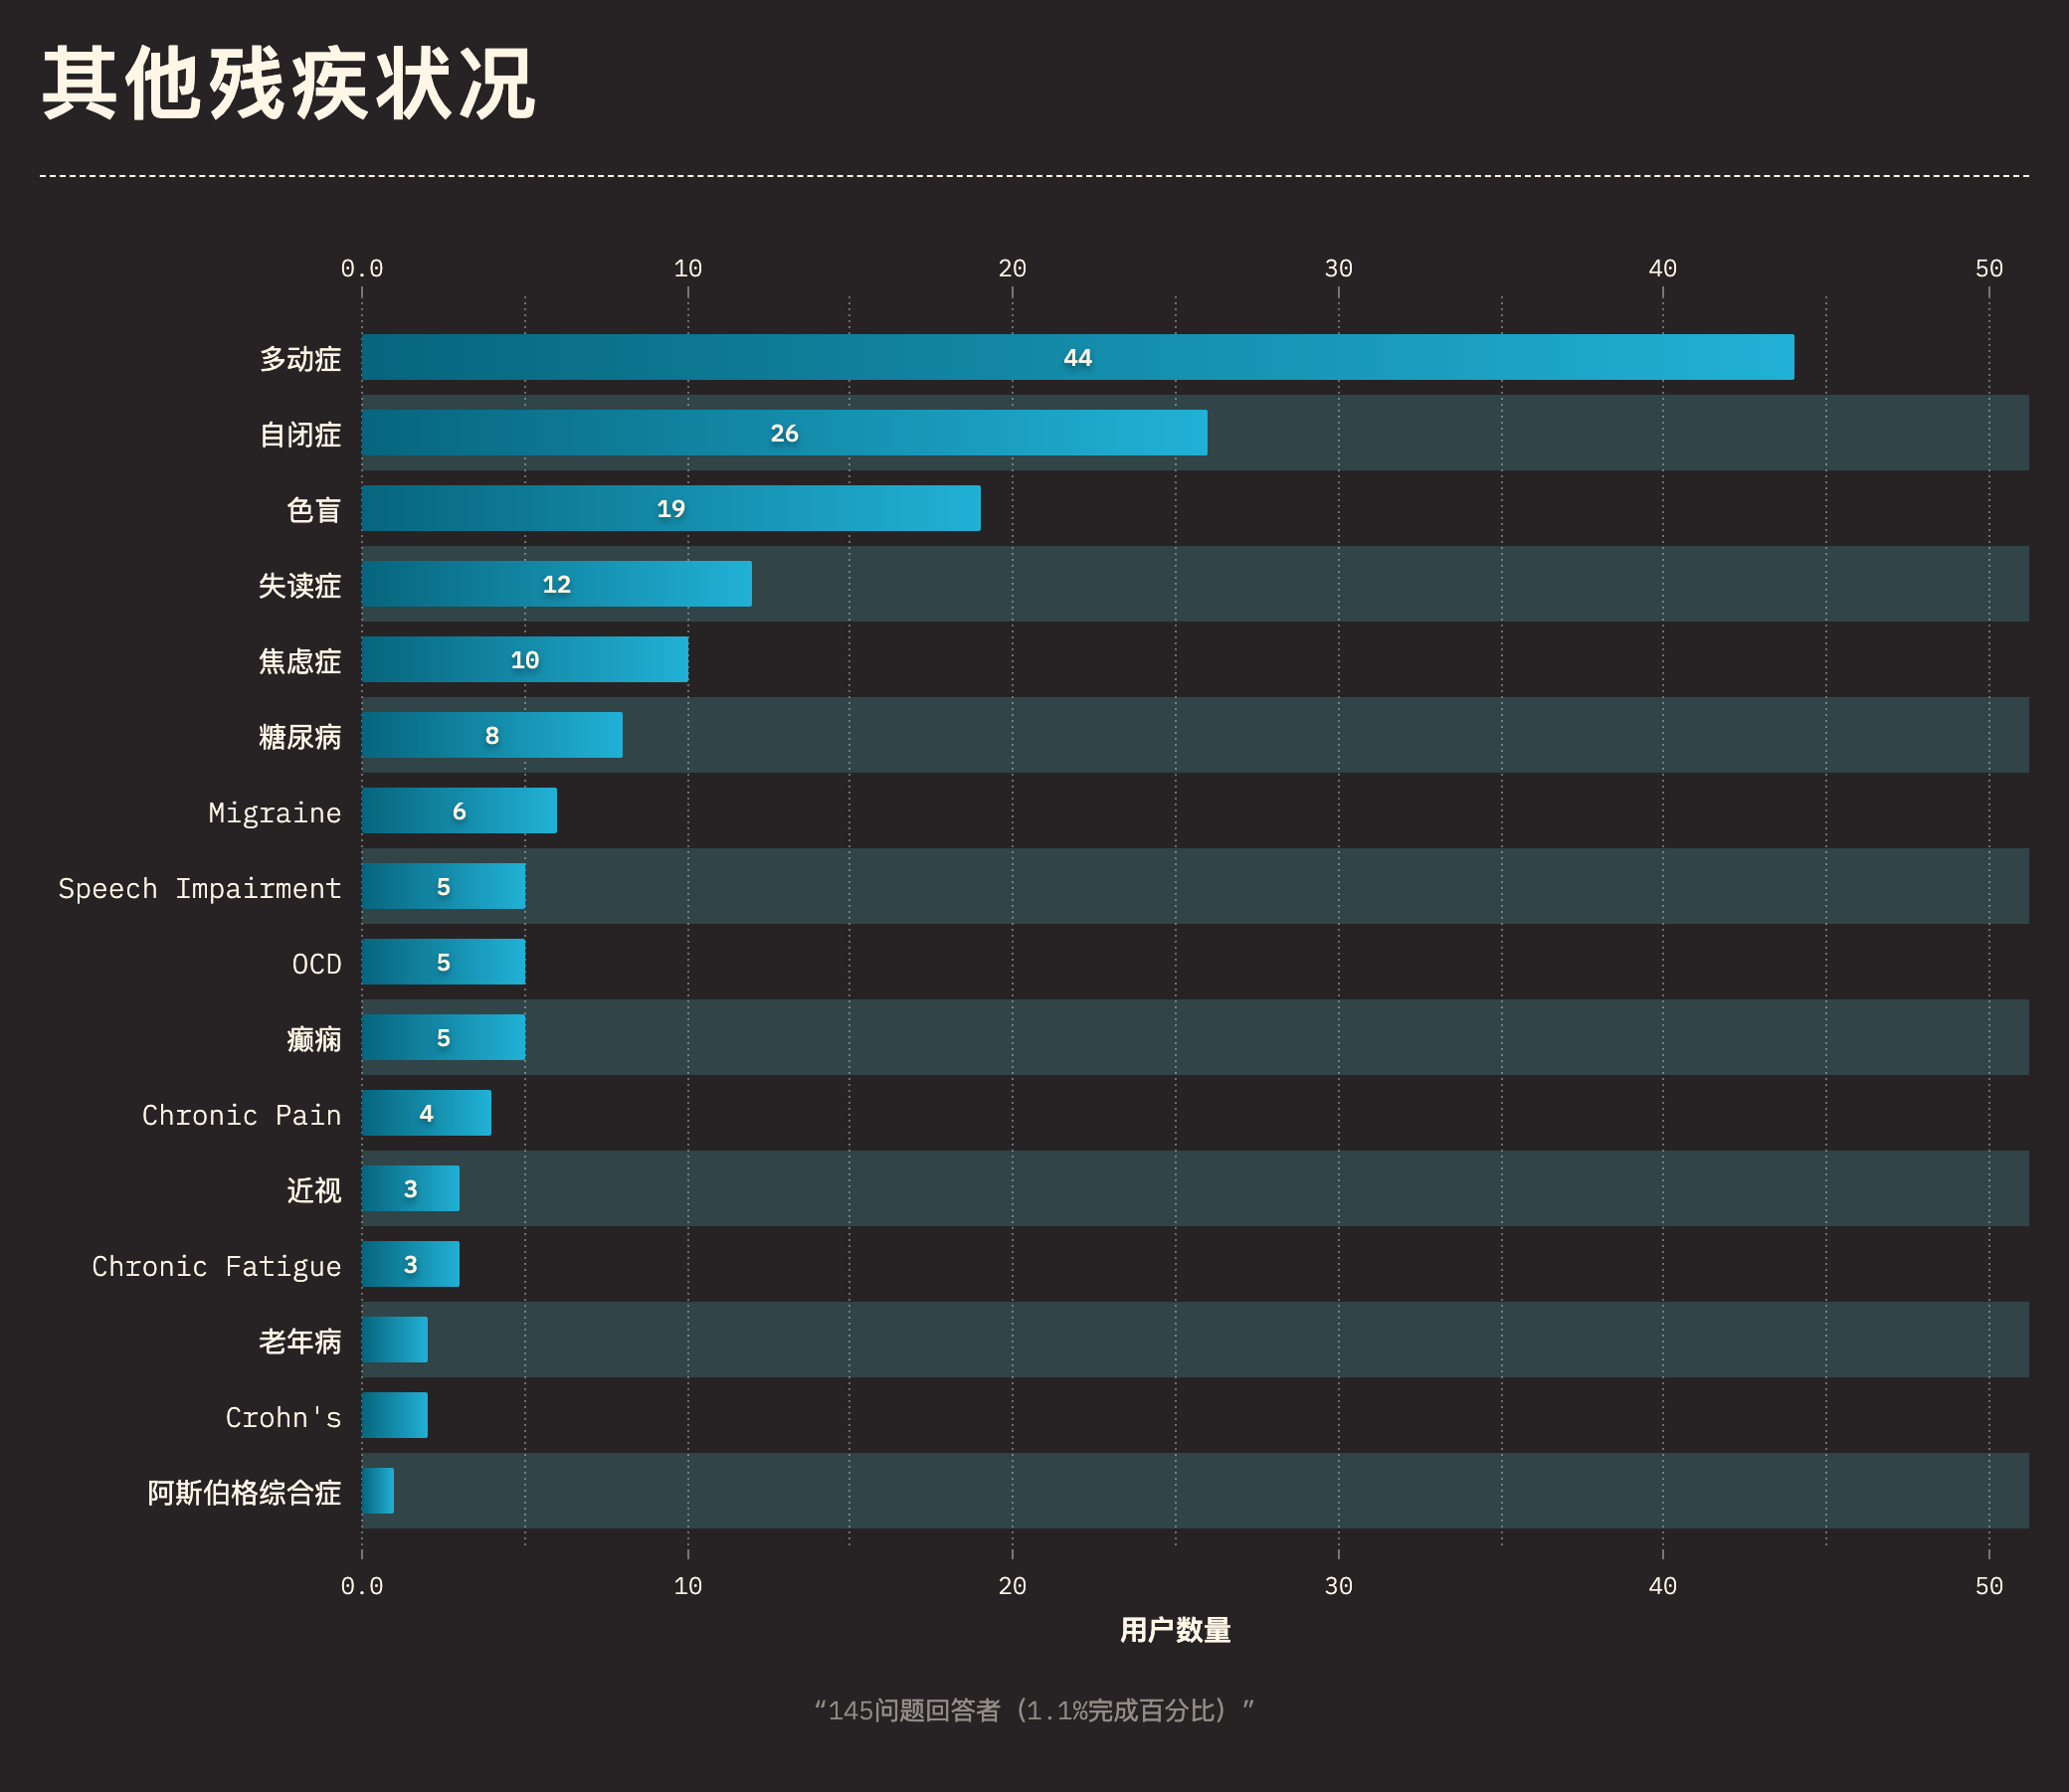 其他残疾状况
0.0 10 20 30 40 50
多动症 44
自闭症 26
色盲 19
失读症 12
焦虑症 10
糖尿病 8
Migraine 6
Speech Impairment 5
OCD 5
癫痫 5
Chronic Pain 4
近视 3
Chronic Fatigue 3
老年病
Crohn's
阿斯伯格综合症
0.0 10 20 30 40 50
用户数量
“145问题回答者（1.1%完成百分比）”